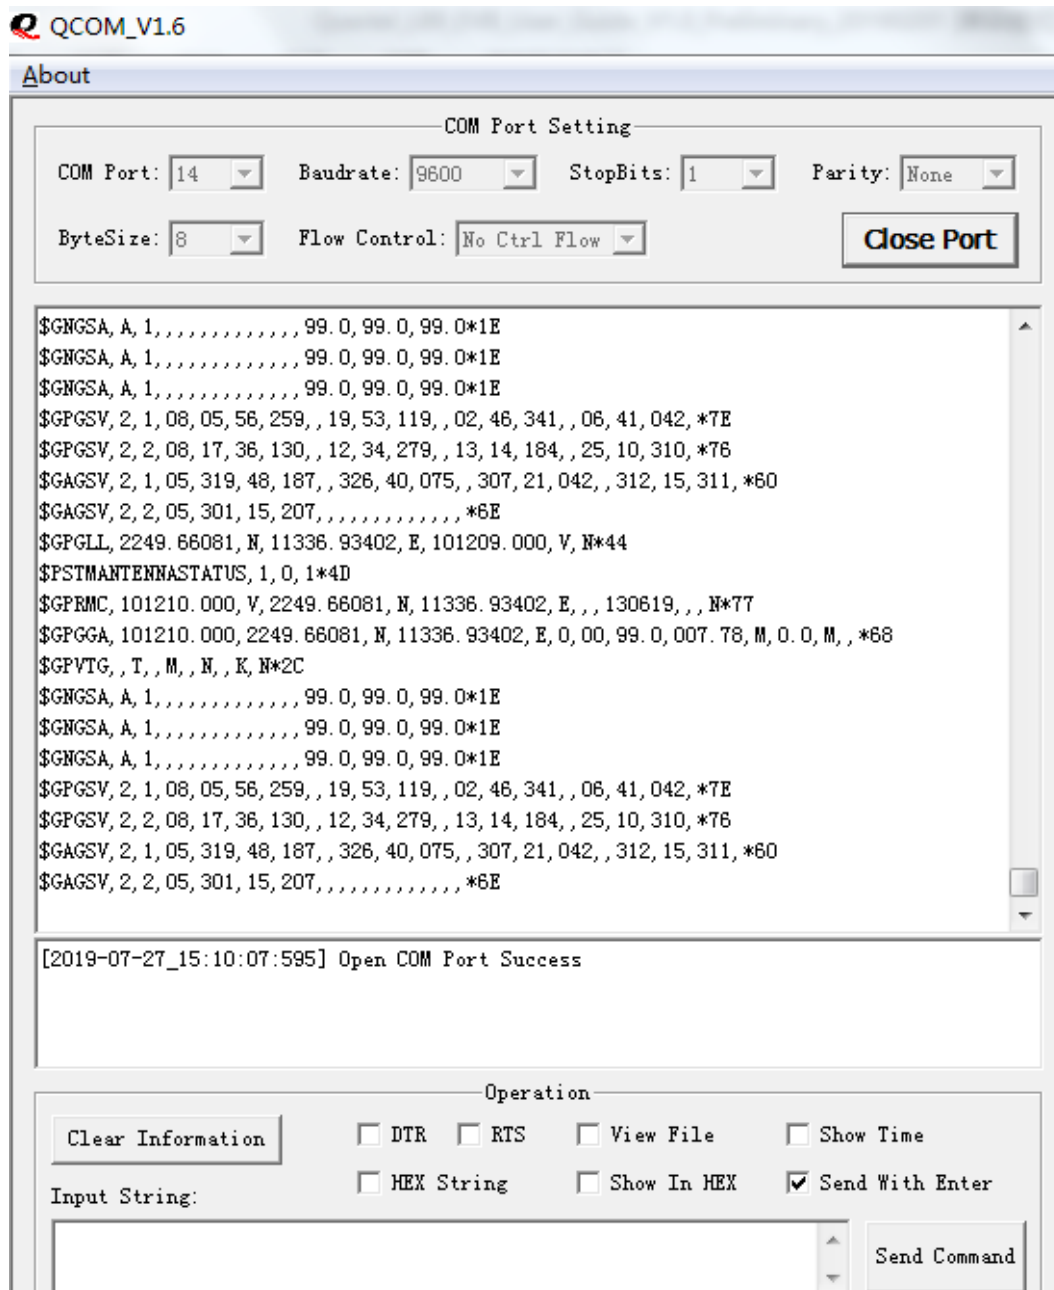 QCOM_V1.6
About
COM Port Setting
COM Port: 14 Baudrate: 9600 StopBits: 1 Parity: None
ByteSize: 8 Flow Control: No Ctrl Flow Close Port
$GNGSA,A,1,,,,,,,,,,,,,99.0,99.0,99.0*1E
$GNGSA,A,1,,,,,,,,,,,,,99.0,99.0,99.0*1E
$GNGSA,A,1,,,,,,,,,,,,,99.0,99.0,99.0*1E
$GPGSV,2,1,08,05,56,259,,19,53,119,,02,46,341,,06,41,042,*7E
$GPGSV,2,2,08,17,36,130,,12,34,279,,13,14,184,,25,10,310,*76
$GAGSV,2,1,05,319,48,187,,326,40,075,,307,21,042,,312,15,311,*60
$GAGSV,2,2,05,301,15,207,,,,,,,,,,,,,*6E
$GPGLL,2249.66081,N,11336.93402,E,101209.000,V,N*44
$PSTMANTENNASTATUS,1,0,1*4D
$GPRMC,101210.000,V,2249.66081,N,11336.93402,E,,,130619,,,N*77
$GPGGA,101210.000,2249.66081,N,11336.93402,E,0,00,99.0,007.78,M,0.0,M,,*68
$GPVTG,,T,,M,,N,,K,N*2C
$GNGSA,A,1,,,,,,,,,,,,,99.0,99.0,99.0*1E
$GNGSA,A,1,,,,,,,,,,,,,99.0,99.0,99.0*1E
$GNGSA,A,1,,,,,,,,,,,,,99.0,99.0,99.0*1E
$GPGSV,2,1,08,05,56,259,,19,53,119,,02,46,341,,06,41,042,*7E
$GPGSV,2,2,08,17,36,130,,12,34,279,,13,14,184,,25,10,310,*76
$GAGSV,2,1,05,319,48,187,,326,40,075,,307,21,042,,312,15,311,*60
$GAGSV,2,2,05,301,15,207,,,,,,,,,,,,,*6E
[2019-07-27_15:10:07:595] Open COM Port Success
Operation
Clear Information DTR RTS View File Show Time
HEX String Show In HEX Send With Enter
Input String:
Send Command